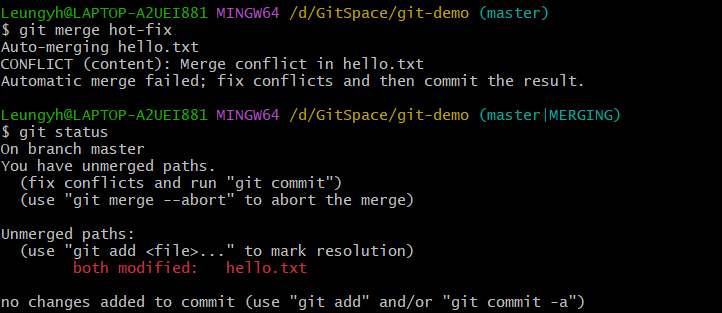 Leungyh@LAPTOP-A2UEI881 MINGW64 /d/GitSpace/git-demo (master)
$ git merge hot-fix
Auto-merging hello.txt
CONFLICT (content): Merge conflict in hello.txt
Automatic merge failed; fix conflicts and then commit the result.
Leungyh@LAPTOP-A2UEI881 MINGW64 /d/GitSpace/git-demo (master|MERGING)
$ git status
On branch master
You have unmerged paths.
  (fix conflicts and run "git commit")
  (use "git merge --abort" to abort the merge)
Unmerged paths:
  (use "git add <file>..." to mark resolution)
        both modified:   hello.txt
no changes added to commit (use "git add" and/or "git commit -a")